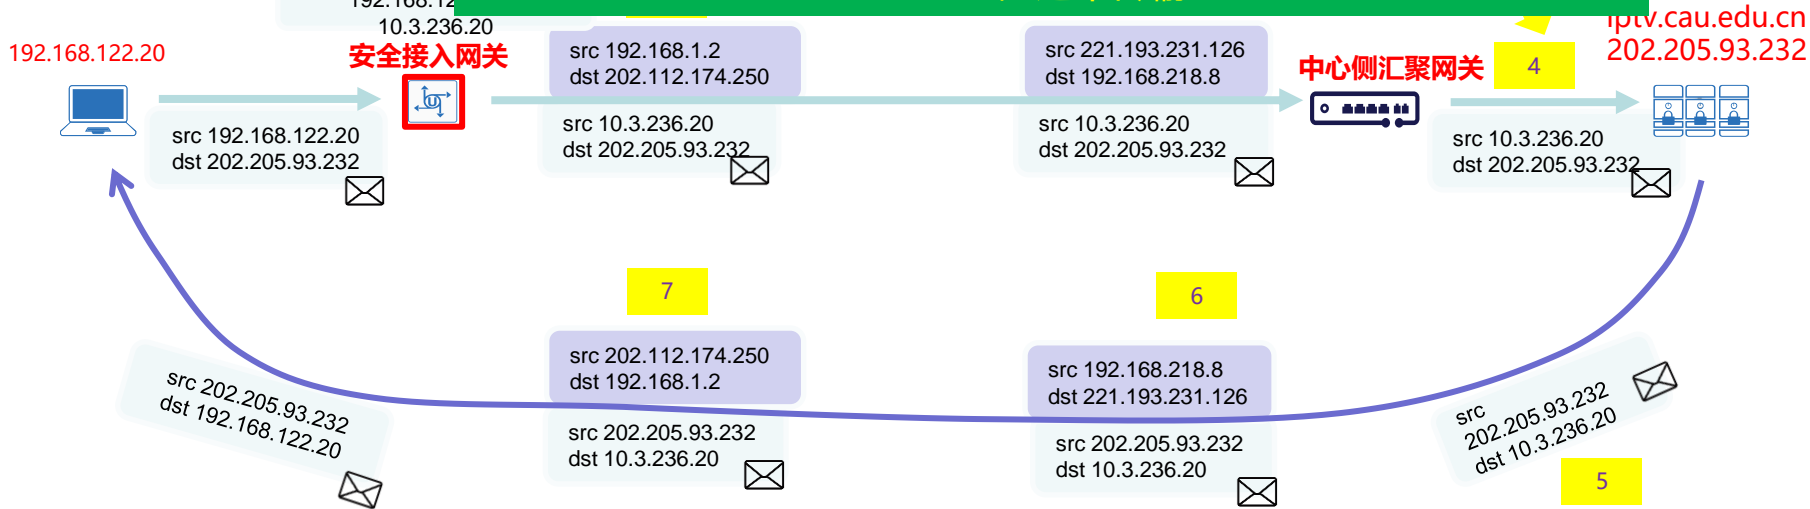 10.3.236.20
192.168.122.20
安全接入网关
src 192.168.1.2
dst 202.112.174.250
src 221.193.231.126
dst 192.168.218.8
中心侧汇聚网关
4
iptv.cau.edu.cn
202.205.93.232
src 192.168.122.20
dst 202.205.93.232
src 10.3.236.20
dst 202.205.93.232
src 10.3.236.20
dst 202.205.93.232
src 10.3.236.20
dst 202.205.93.232
7
6
src 202.112.174.250
dst 192.168.1.2
src 192.168.218.8
dst 221.193.231.126
src 202.205.93.232
dst 192.168.122.20
src 202.205.93.232
dst 10.3.236.20
src 202.205.93.232
dst 10.3.236.20
src
202.205.93.232
dst 10.3.236.20
5